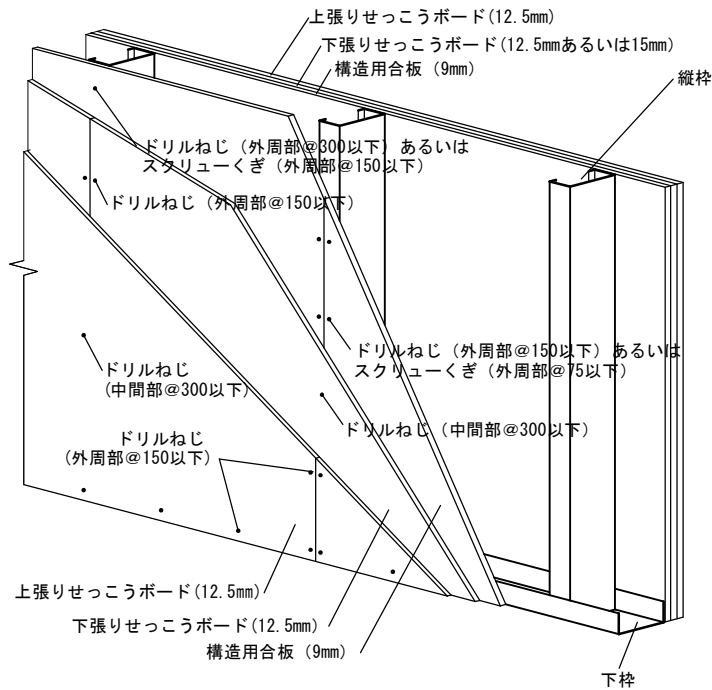 上張りせっこうボード(12.5mm)
下張りせっこうボード(12.5mmあるいは15mm)
構造用合板 (9mm)
縦枠
ドリルねじ (外周部@300以下) あるいは
スクリューくぎ (外周部@150以下)
ドリルねじ (外周部@150以下)
ドリルねじ (外周部@150以下) あるいは
スクリューくぎ (外周部@75以下)
ドリルねじ
(中間部@300以下)
ドリルねじ (中間部@300以下)
ドリルねじ
(外周部@150以下)
上張りせっこうボード(12.5mm)
下張りせっこうボード(12.5mm)
構造用合板 (9mm)
下枠